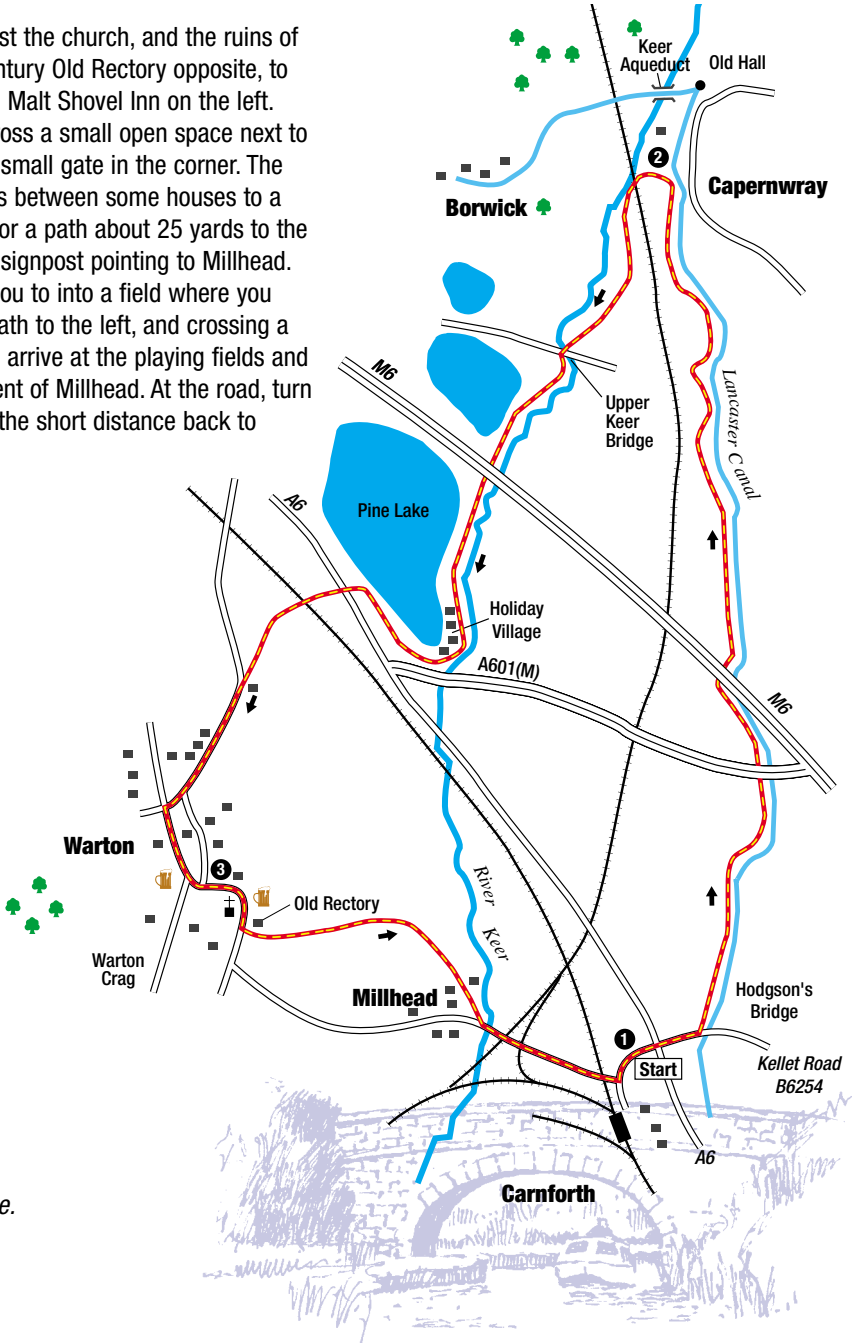 st the church, and the ruins of
ntury Old Rectory opposite, to
Malt Shovel Inn on the left.
oss a small open space next to
small gate in the corner. The
s between some houses to a
or a path about 25 yards to the
signpost pointing to Millhead.
ou to into a field where you
ath to the left, and crossing a
arrive at the playing fields and
ent of Millhead. At the road, turn
the short distance back to
Keer
Aqueduct
Old Hall
2
Capernwray
Borwick
M6
Upper
Keer
Bridge
Lancaster Canal
A6
Pine Lake
Holiday
Village
A601(M)
M6
Warton
3
Old Rectory
River
Keer
Warton
Crag
Millhead
Hodgson's
Bridge
1
Start
Kellet Road
B6254
A6
Carnforth
e.